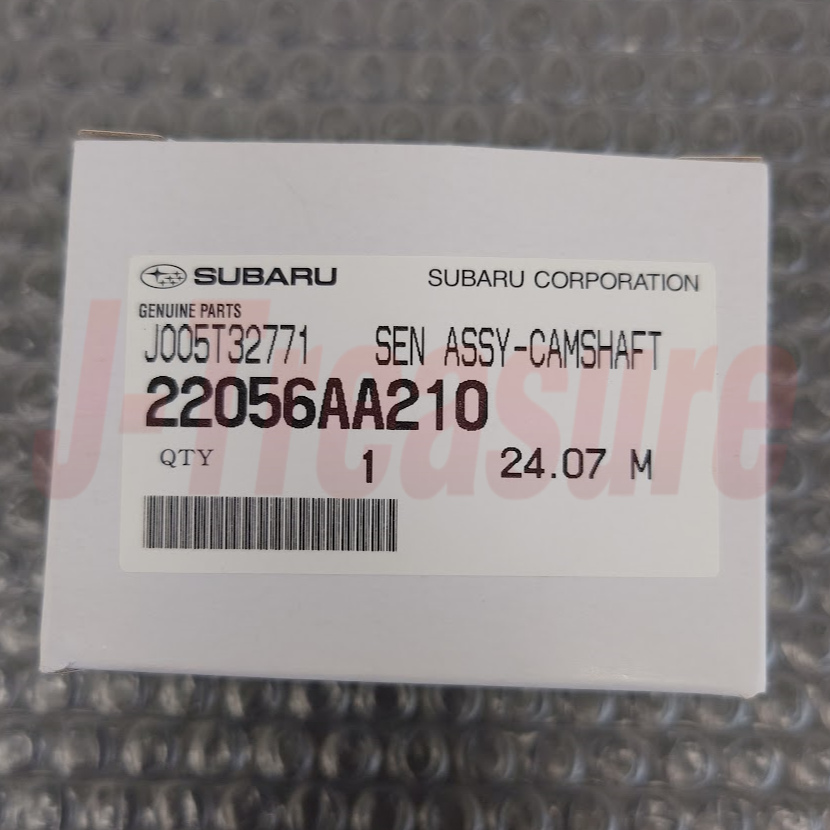 SUBARU SUBARU CORPORATION
GENUINE PARTS
J005T32771 SEN ASSY-CAMSHAFT
22056AA210
QTY 1 24.07 M
J-Treasure